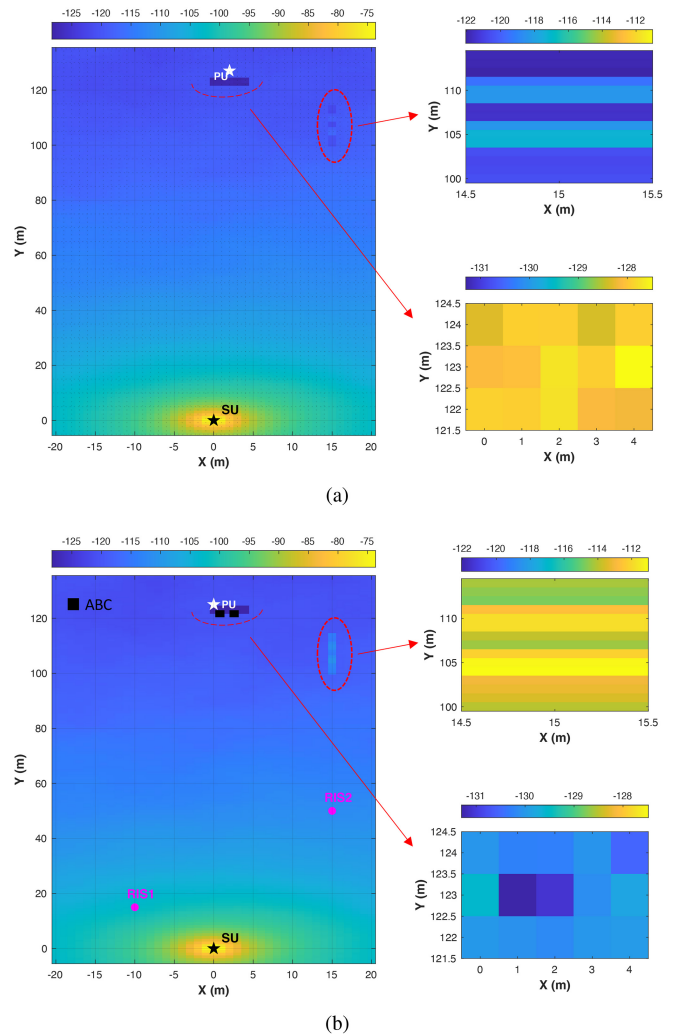 -125 -120 -115 -110 -105 -100 -95 -90 -85 -80 -75
PU
SU
120
100
80
60
40
20
0
Y (m)
-20 -15 -10 -5 0 5 10 15 20
X (m)
-122 -120 -118 -116 -114 -112
110
105
100
Y (m)
14.5 15 15.5
X (m)
-131 -130 -129 -128
124.5
124
123.5
123
122.5
122
121.5
Y (m)
0 1 2 3 4
X (m)
(a)
-125 -120 -115 -110 -105 -100 -95 -90 -85 -80 -75
ABC
PU
RIS2
RIS1
SU
120
100
80
60
40
20
0
Y (m)
-20 -15 -10 -5 0 5 10 15 20
X (m)
-122 -120 -118 -116 -114 -112
110
105
100
Y (m)
14.5 15 15.5
X (m)
-131 -130 -129 -128
124.5
124
123.5
123
122.5
122
121.5
Y (m)
0 1 2 3 4
X (m)
(b)